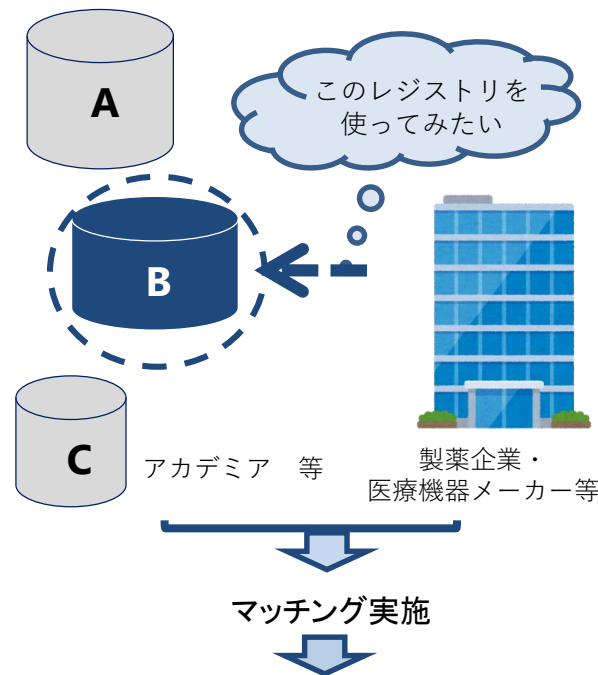 A
このレジストリを
使ってみたい
B
C
アカデミア　等
製薬企業・
医療機器メーカー等
マッチング実施